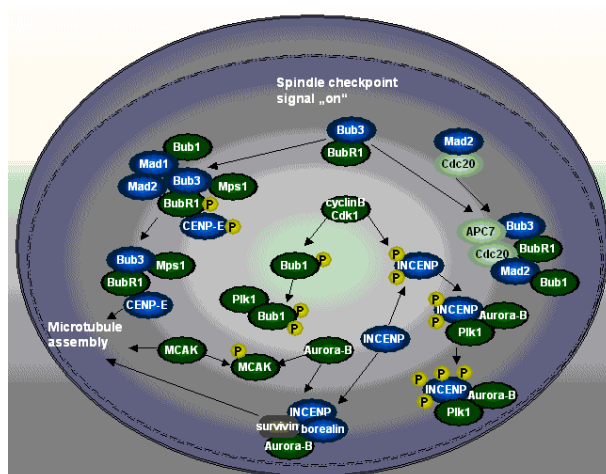 Spindle checkpoint
signal „on"
Bub3
BubR1
Mad2
Cdc20
Bub1
Mad1
Mad2
Bub3
Mps1
BubR1
P
CENP-E
P
cyclinB
Cdk1
APC7
Bub3
Cdc20
BubR1
Mad2
Bub1
Bub3
Mps1
BubR1
CENP-E
Bub1
P
P
INCENP
P
Plk1
Bub1
P
P
P
INCENP
P
Aurora-B
Plk1
Microtubule
assembly
MCAK
P
MCAK
Aurora-B
INCENP
P
P
P
P
INCENP
P
Aurora-B
Plk1
INCENP
survivin
borealin
Aurora-B